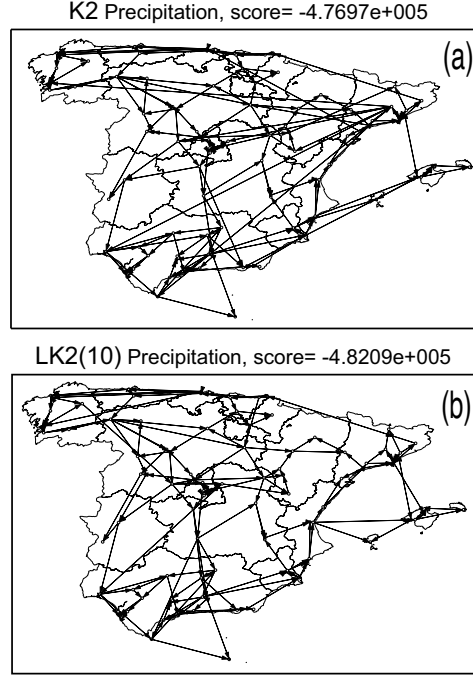 K2 Precipitation, score= -4.7697e+005
(a)
LK2(10) Precipitation, score= -4.8209e+005
(b)